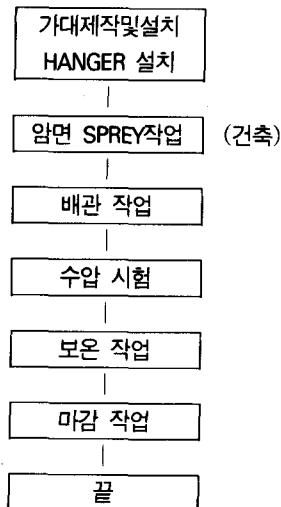 가대제작및설치
HANGER 설치
암면 SPREY작업 (건축)
배관 작업
수압 시험
보온 작업
마감 작업
끝